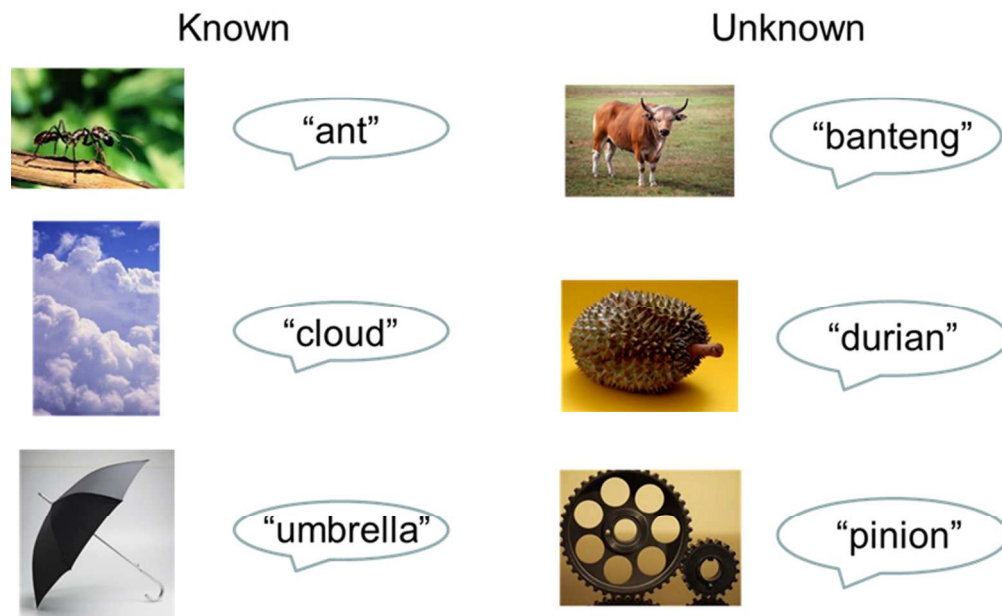 Known
Unknown
“ant”
“banteng”
“cloud”
“durian”
“umbrella”
“pinion”